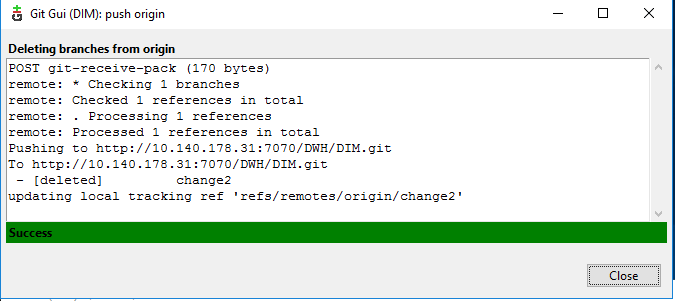 Git Gui (DIM): push origin
Deleting branches from origin
POST git-receive-pack (170 bytes)
remote: * Checking 1 branches
remote: Checked 1 references in total
remote: . Processing 1 references
remote: Processed 1 references in total
Pushing to http://10.140.178.31:7070/DWH/DIM.git
To http://10.140.178.31:7070/DWH/DIM.git
 - [deleted]         change2
updating local tracking ref 'refs/remotes/origin/change2'
Success
Close